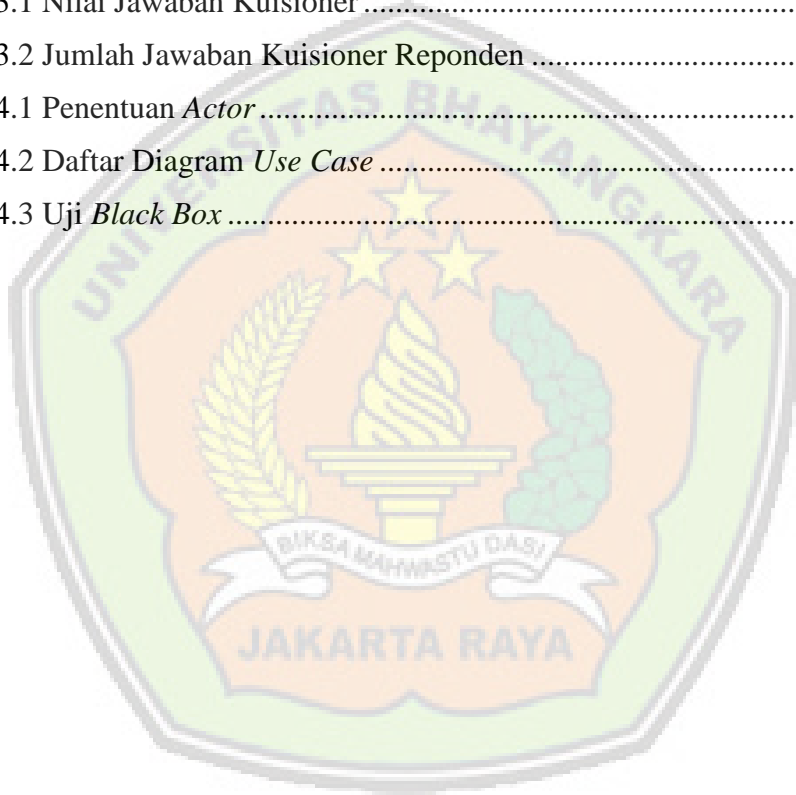 3.1 Nilai Jawaban Kuisioner ........................................................
3.2 Jumlah Jawaban Kuisioner Reponden ...................................
4.1 Penentuan Actor .......................................................................
4.2 Daftar Diagram Use Case ........................................................
4.3 Uji Black Box ............................................................................
UNIVERSITAS BHAYANGKARA
BIKSA MAHWASTU DASI
JAKARTA RAYA